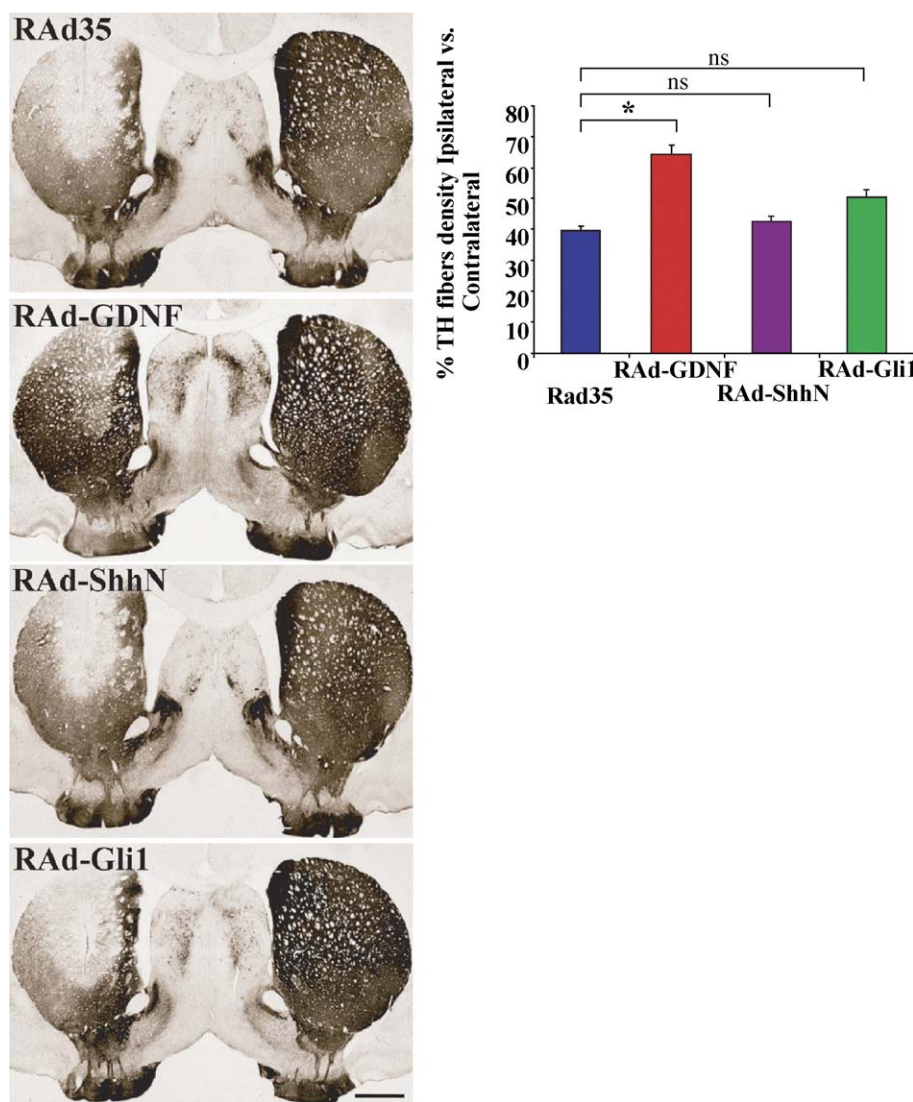 RAd35
RAd-GDNF
RAd-ShhN
RAd-Gli1
ns
ns
*
% TH fibers density Ipsilateral vs.
Contralateral
80
70
60
50
40
30
20
10
0
RAd-GDNF
RAd-Gli1
Rad35
RAd-ShhN